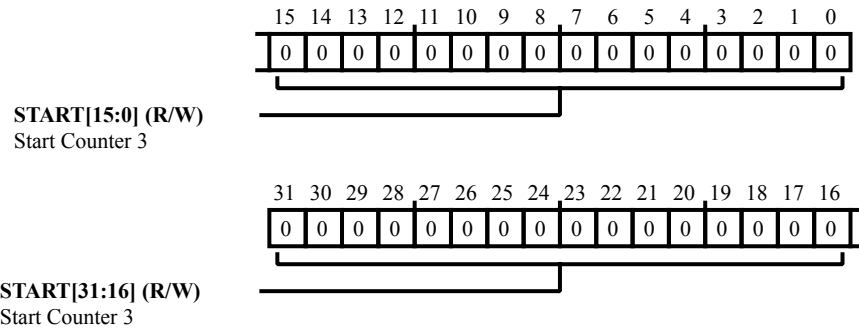 15 14 13 12 11 10 9 8 7 6 5 4 3 2 1 0
0 0 0 0 0 0 0 0 0 0 0 0 0 0 0 0
START[15:0] (R/W)
Start Counter 3
31 30 29 28 27 26 25 24 23 22 21 20 19 18 17 16
0 0 0 0 0 0 0 0 0 0 0 0 0 0 0 0
START[31:16] (R/W)
Start Counter 3